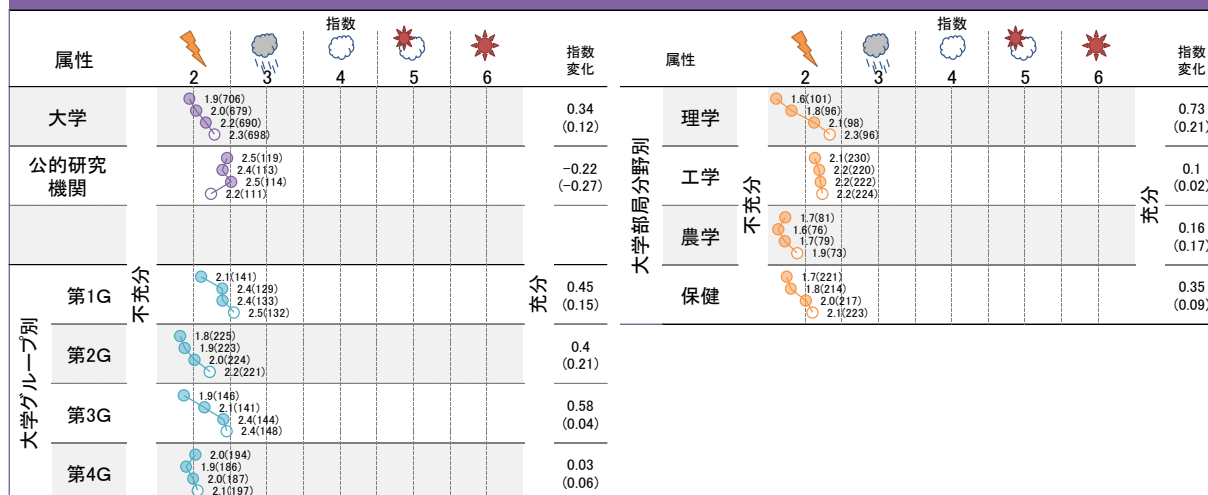 指数
属性
2
3
4
5
6
指数
変化
大学
1.9(706)
2.0(679)
2.2(690)
2.3(698)
0.34
(0.12)
公的研究
機関
2.5(119)
2.4(113)
2.5(114)
2.2(111)
−0.22
(−0.27)
不充分
充分
大学グループ別
第1G
2.1(141)
2.4(129)
2.4(133)
2.5(132)
0.45
(0.15)
第2G
1.8(225)
1.9(223)
2.0(224)
2.2(221)
0.4
(0.21)
第3G
1.9(146)
2.1(141)
2.4(144)
2.4(148)
0.58
(0.04)
第4G
2.0(194)
1.9(186)
2.0(187)
2.1(197)
0.03
(0.06)
指数
属性
2
3
4
5
6
指数
変化
大学部局分野別
不充分
充分
理学
1.6(101)
1.8(96)
2.1(98)
2.3(96)
0.73
(0.21)
工学
2.1(230)
2.2(220)
2.2(222)
2.2(224)
0.1
(0.02)
農学
1.7(81)
1.6(76)
1.7(79)
1.9(73)
0.16
(0.17)
保健
1.7(221)
1.8(214)
2.0(217)
2.1(223)
0.35
(0.09)